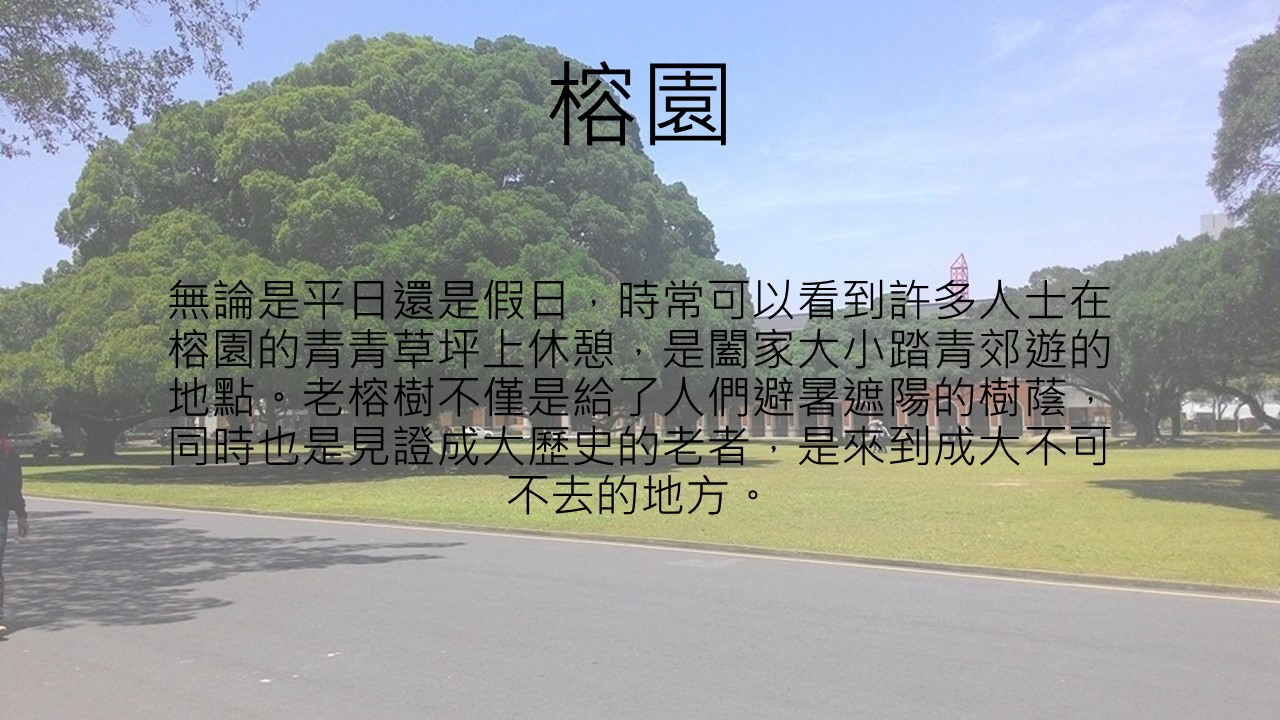 榕園
無論是平日還是假日，時常可以看到許多人士在
榕園的青青草坪上休憩，是闔家大小踏青郊遊的
地點。老榕樹不僅是給了人們避暑遮陽的樹蔭，
同時也是見證成大歷史的老者，是來到成大不可
不去的地方。